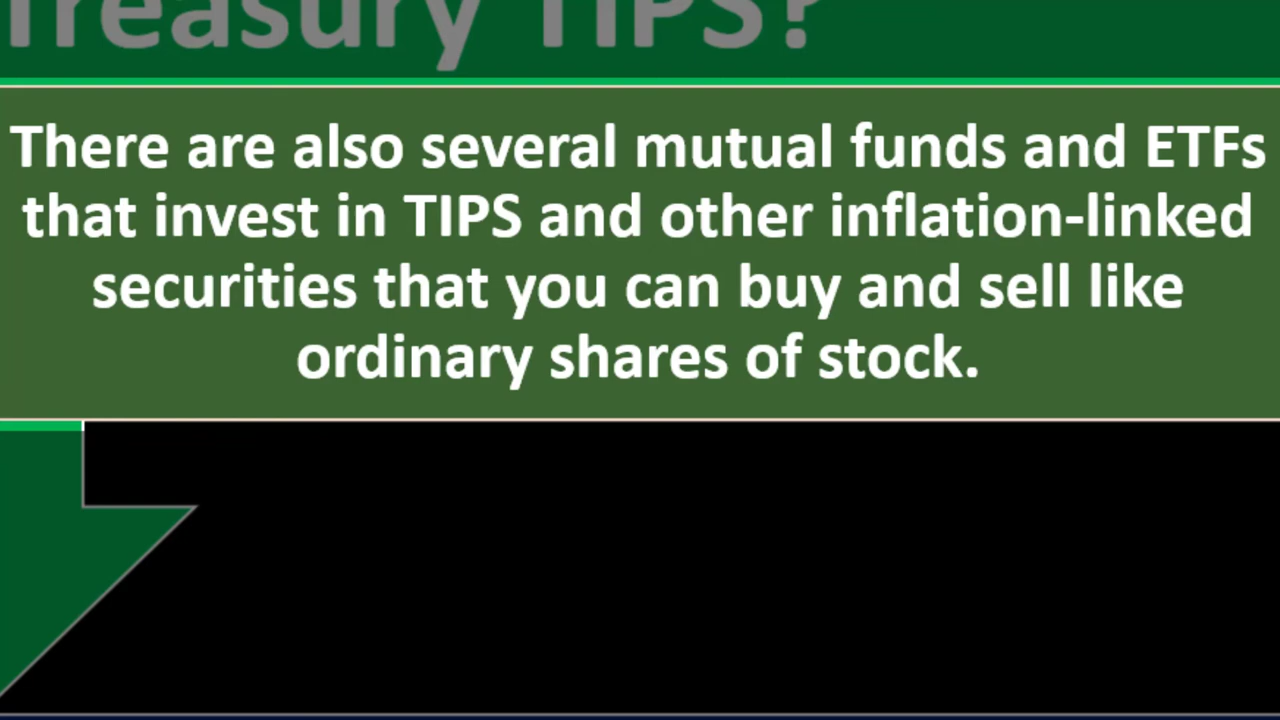 Treasury TIPS?
There are also several mutual funds and ETFs
that invest in TIPS and other inflation-linked
securities that you can buy and sell like
ordinary shares of stock.